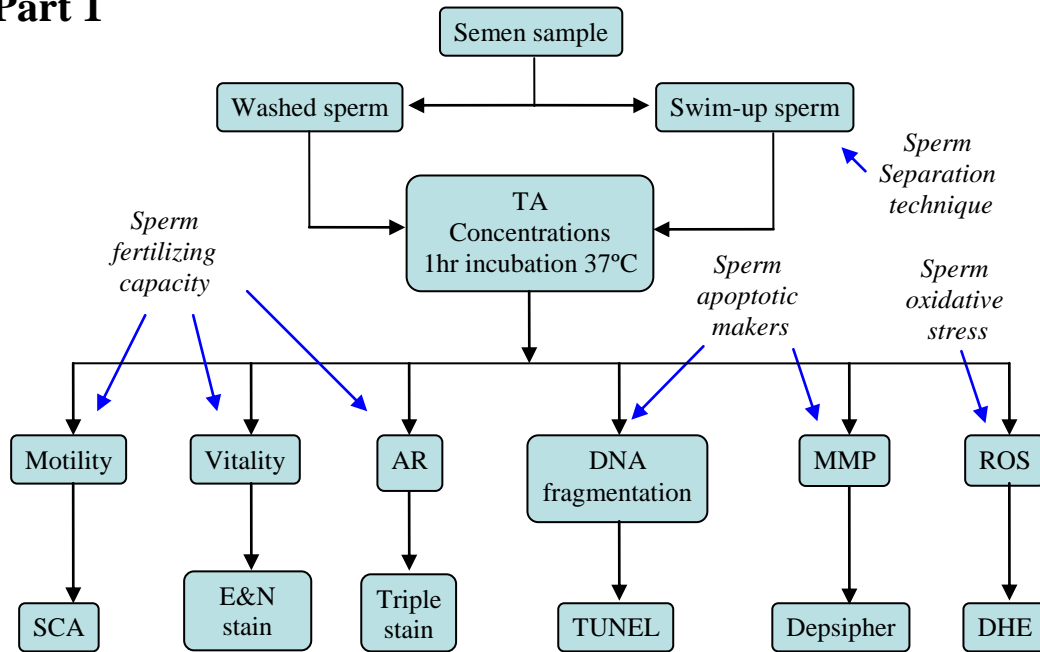 Part 1
Semen sample
Washed sperm
Swim-up sperm
Sperm
Separation
technique
TA
Concentrations
1hr incubation 37ºC
Sperm
fertilizing
capacity
Sperm
apoptotic
makers
Sperm
oxidative
stress
Motility
Vitality
AR
DNA
fragmentation
MMP
ROS
SCA
E&N
stain
Triple
stain
TUNEL
Depsipher
DHE